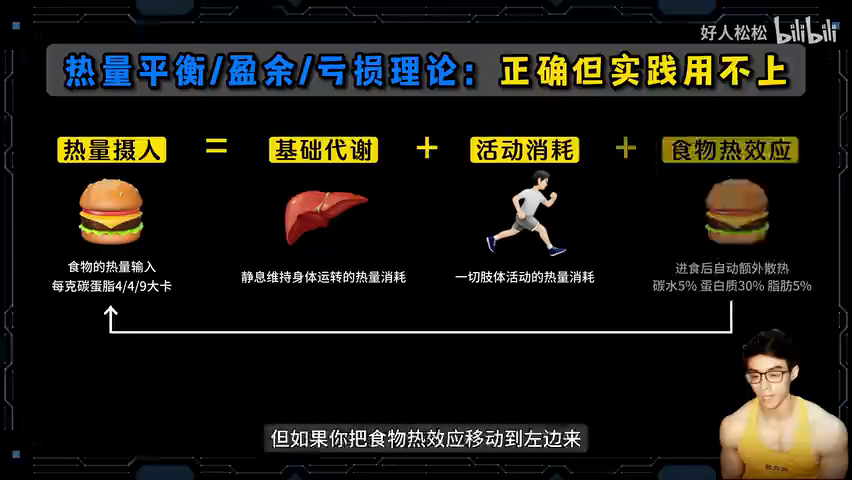 好人松松 bilibili
热量平衡/盈余/亏损理论：正确但实践用不上
热量摄入 = 基础代谢 + 活动消耗 + 食物热效应
食物的热量输入
每克碳蛋脂4/4/9大卡
静息维持身体运转的热量消耗
一切肢体活动的热量消耗
进食后自动额外散热
碳水5% 蛋白质30% 脂肪5%
但如果你把食物热效应移动到左边来